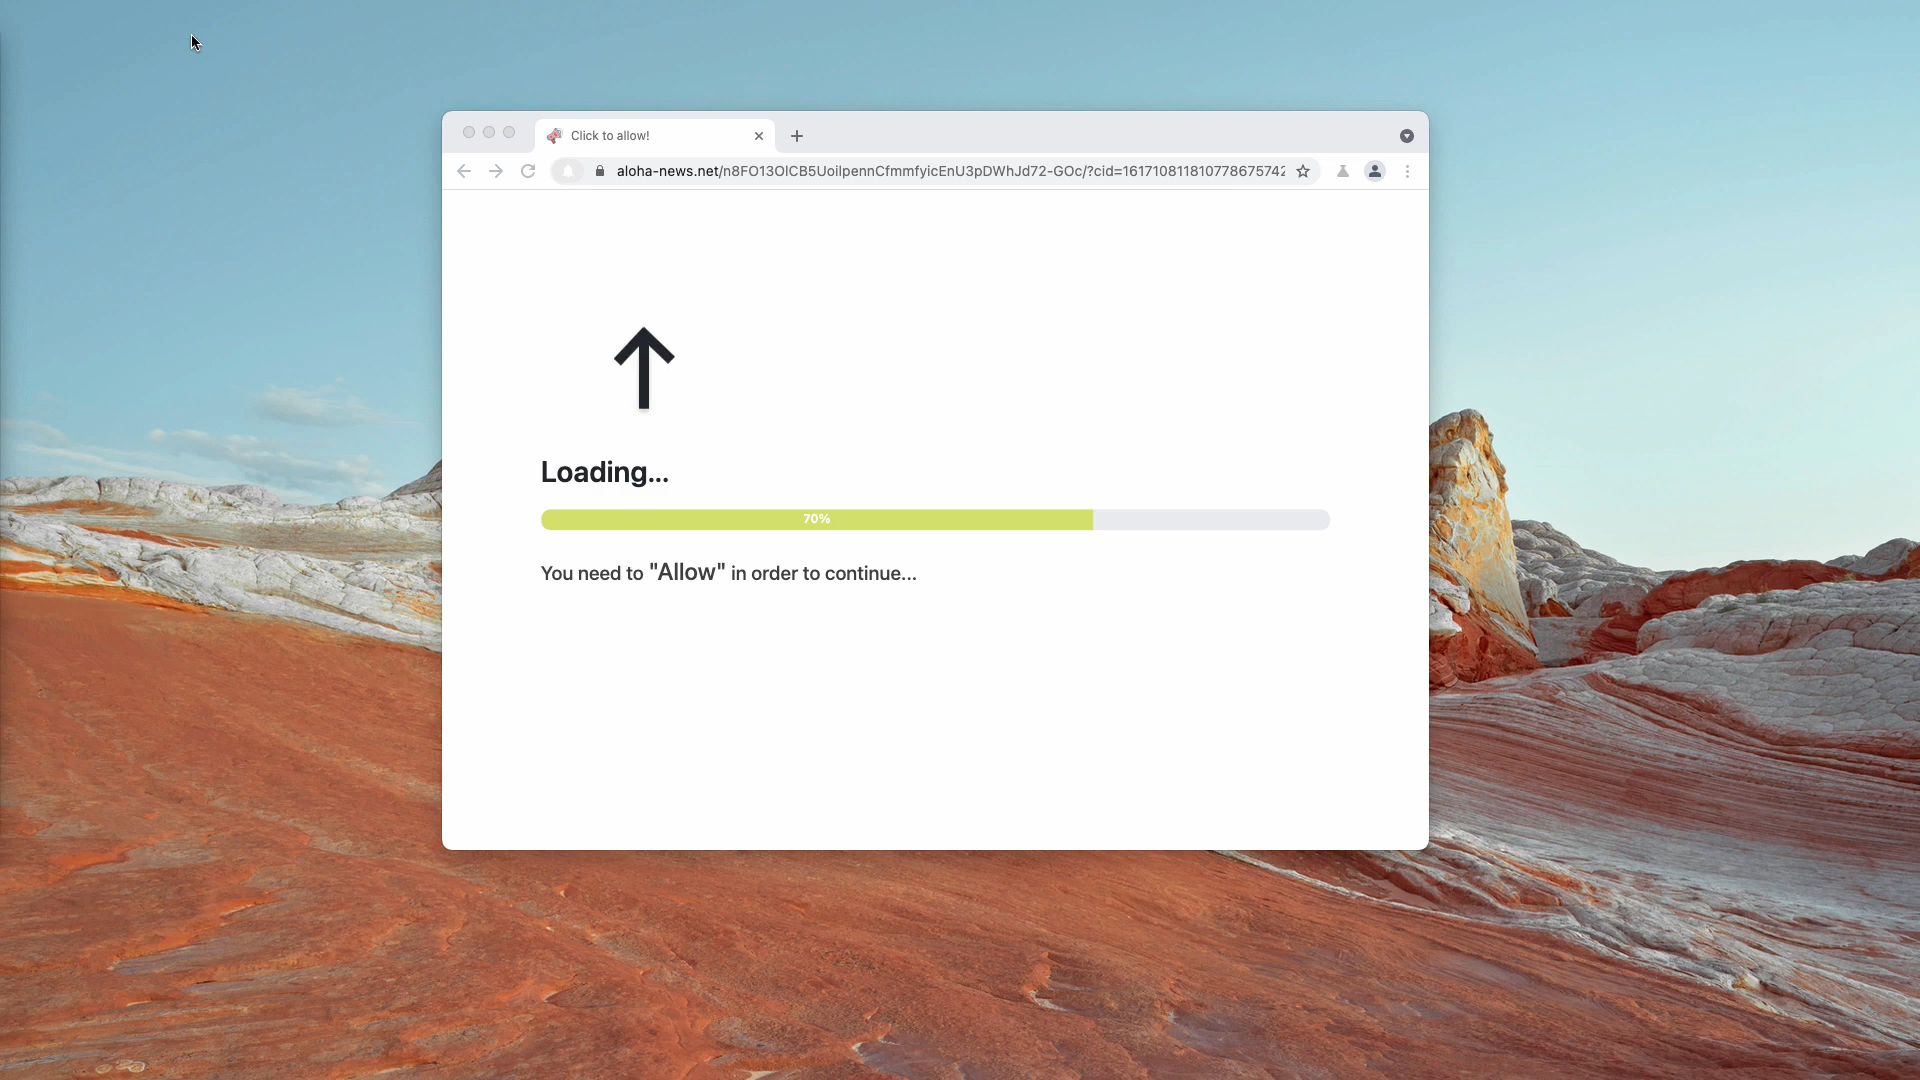 Click to allow!
aloha-news.net/n8FO13OlCB5UoilpennCfmmfyicEnU3pDWhJd72-GOc/?cid=161710811810778675742
Loading...
70%
You need to "Allow" in order to continue...